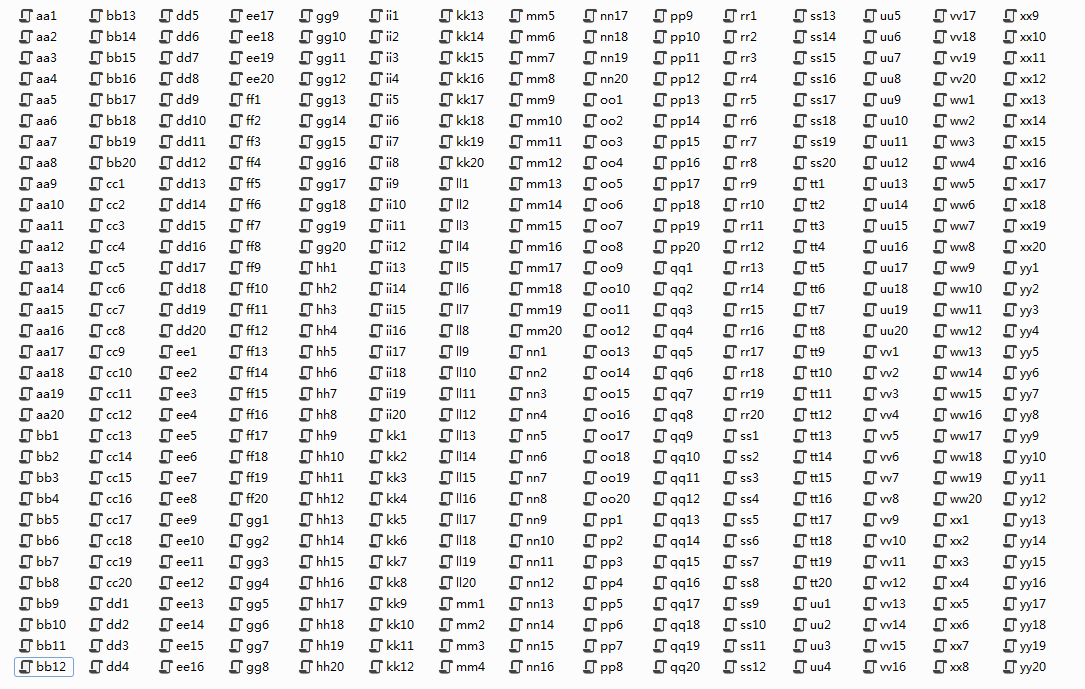 aa1
aa2
aa3
aa4
aa5
aa6
aa7
aa8
aa9
aa10
aa11
aa12
aa13
aa14
aa15
aa16
aa17
aa18
aa19
aa20
bb1
bb2
bb3
bb4
bb5
bb6
bb7
bb8
bb9
bb10
bb11
bb12
bb13
bb14
bb15
bb16
bb17
bb18
bb19
bb20
cc1
cc2
cc3
cc4
cc5
cc6
cc7
cc8
cc9
cc10
cc11
cc12
cc13
cc14
cc15
cc16
cc17
cc18
cc19
cc20
dd1
dd2
dd3
dd4
dd5
dd6
dd7
dd8
dd9
dd10
dd11
dd12
dd13
dd14
dd15
dd16
dd17
dd18
dd19
dd20
ee1
ee2
ee3
ee4
ee5
ee6
ee7
ee8
ee9
ee10
ee11
ee12
ee13
ee14
ee15
ee16
ee17
ee18
ee19
ee20
ff1
ff2
ff3
ff4
ff5
ff6
ff7
ff8
ff9
ff10
ff11
ff12
ff13
ff14
ff15
ff16
ff17
ff18
ff19
ff20
gg1
gg2
gg3
gg4
gg5
gg6
gg7
gg8
gg9
gg10
gg11
gg12
gg13
gg14
gg15
gg16
gg17
gg18
gg19
gg20
hh1
hh2
hh3
hh4
hh5
hh6
hh7
hh8
hh9
hh10
hh11
hh12
hh13
hh14
hh15
hh16
hh17
hh18
hh19
hh20
ii1
ii2
ii3
ii4
ii5
ii6
ii7
ii8
ii9
ii10
ii11
ii12
ii13
ii14
ii15
ii16
ii17
ii18
ii19
ii20
kk1
kk2
kk3
kk4
kk5
kk6
kk7
kk8
kk9
kk10
kk11
kk12
kk13
kk14
kk15
kk16
kk17
kk18
kk19
kk20
ll1
ll2
ll3
ll4
ll5
ll6
ll7
ll8
ll9
ll10
ll11
ll12
ll13
ll14
ll15
ll16
ll17
ll18
ll19
ll20
mm1
mm2
mm3
mm4
mm5
mm6
mm7
mm8
mm9
mm10
mm11
mm12
mm13
mm14
mm15
mm16
mm17
mm18
mm19
mm20
nn1
nn2
nn3
nn4
nn5
nn6
nn7
nn8
nn9
nn10
nn11
nn12
nn13
nn14
nn15
nn16
nn17
nn18
nn19
nn20
oo1
oo2
oo3
oo4
oo5
oo6
oo7
oo8
oo9
oo10
oo11
oo12
oo13
oo14
oo15
oo16
oo17
oo18
oo19
oo20
pp1
pp2
pp3
pp4
pp5
pp6
pp7
pp8
pp9
pp10
pp11
pp12
pp13
pp14
pp15
pp16
pp17
pp18
pp19
pp20
qq1
qq2
qq3
qq4
qq5
qq6
qq7
qq8
qq9
qq10
qq11
qq12
qq13
qq14
qq15
qq16
qq17
qq18
qq19
qq20
rr1
rr2
rr3
rr4
rr5
rr6
rr7
rr8
rr9
rr10
rr11
rr12
rr13
rr14
rr15
rr16
rr17
rr18
rr19
rr20
ss1
ss2
ss3
ss4
ss5
ss6
ss7
ss8
ss9
ss10
ss11
ss12
ss13
ss14
ss15
ss16
ss17
ss18
ss19
ss20
tt1
tt2
tt3
tt4
tt5
tt6
tt7
tt8
tt9
tt10
tt11
tt12
tt13
tt14
tt15
tt16
tt17
tt18
tt19
tt20
uu1
uu2
uu3
uu4
uu5
uu6
uu7
uu8
uu9
uu10
uu11
uu12
uu13
uu14
uu15
uu16
uu17
uu18
uu19
uu20
vv1
vv2
vv3
vv4
vv5
vv6
vv7
vv8
vv9
vv10
vv11
vv12
vv13
vv14
vv15
vv16
vv17
vv18
vv19
vv20
ww1
ww2
ww3
ww4
ww5
ww6
ww7
ww8
ww9
ww10
ww11
ww12
ww13
ww14
ww15
ww16
ww17
ww18
ww19
ww20
xx1
xx2
xx3
xx4
xx5
xx6
xx7
xx8
xx9
xx10
xx11
xx12
xx13
xx14
xx15
xx16
xx17
xx18
xx19
xx20
yy1
yy2
yy3
yy4
yy5
yy6
yy7
yy8
yy9
yy10
yy11
yy12
yy13
yy14
yy15
yy16
yy17
yy18
yy19
yy20